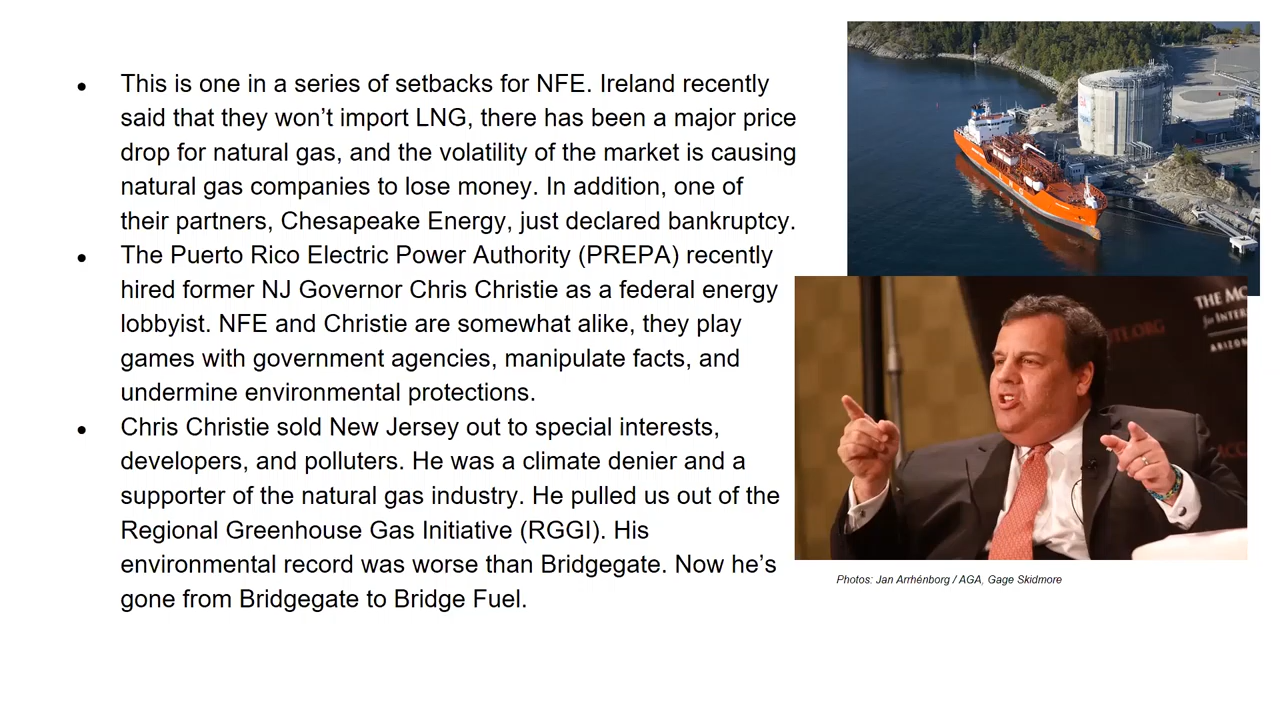 • This is one in a series of setbacks for NFE. Ireland recently
said that they won’t import LNG, there has been a major price
drop for natural gas, and the volatility of the market is causing
natural gas companies to lose money. In addition, one of
their partners, Chesapeake Energy, just declared bankruptcy.
• The Puerto Rico Electric Power Authority (PREPA) recently
hired former NJ Governor Chris Christie as a federal energy
lobbyist. NFE and Christie are somewhat alike, they play
games with government agencies, manipulate facts, and
undermine environmental protections.
• Chris Christie sold New Jersey out to special interests,
developers, and polluters. He was a climate denier and a
supporter of the natural gas industry. He pulled us out of the
Regional Greenhouse Gas Initiative (RGGI). His
environmental record was worse than Bridgegate. Now he’s
gone from Bridgegate to Bridge Fuel.
THE MC
for INTER
ARIZON
Photos: Jan Arrhénborg / AGA, Gage Skidmore